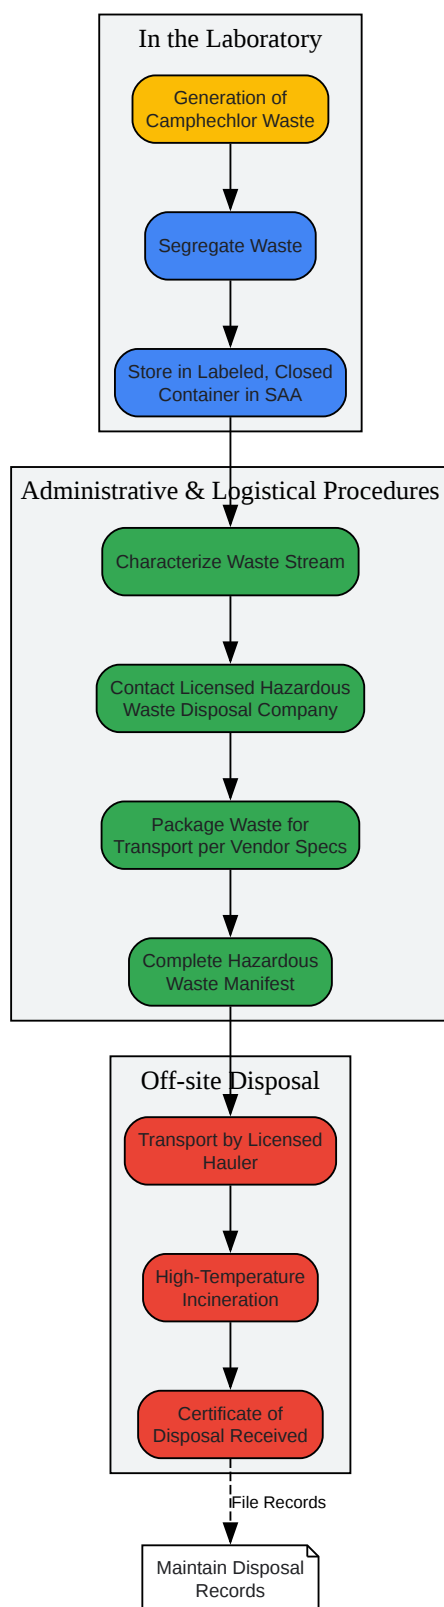 In the Laboratory
Generation of
Camphechlor Waste
Segregate Waste
Store in Labeled, Closed
Container in SAA
Administrative & Logistical Procedures
Characterize Waste Stream
Contact Licensed Hazardous
Waste Disposal Company
Package Waste for
Transport per Vendor Specs
Complete Hazardous
Waste Manifest
Off-site Disposal
Transport by Licensed
Hauler
High-Temperature
Incineration
Certificate of
Disposal Received
File Records
Maintain Disposal
Records